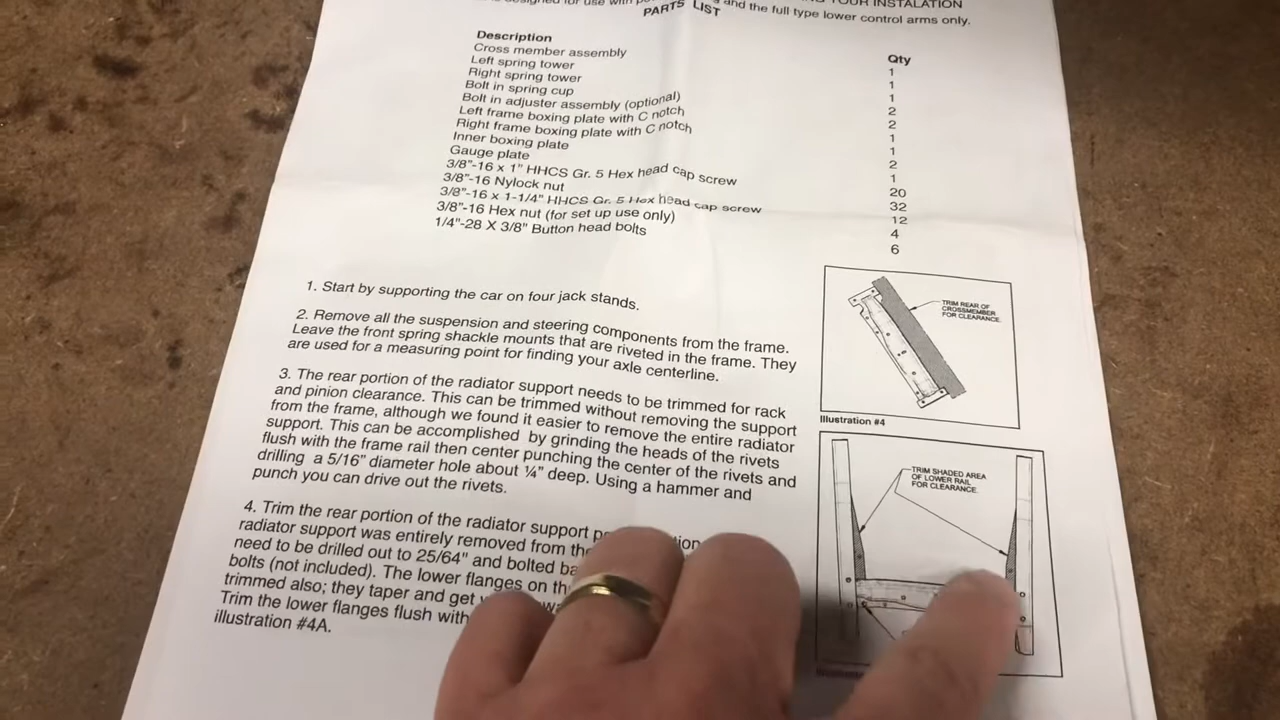 YOUR INSTALATION
designed for use with
and the full type lower control arms only.
PARTS LIST
Description
Qty
Cross member assembly
1
Left spring tower
1
Right spring tower
1
Bolt in spring cup
2
Bolt in adjuster assembly (optional)
2
Left frame boxing plate with C notch
1
Right frame boxing plate with C notch
1
Inner boxing plate
2
Gauge plate
1
3/8"-16 x 1" HHCS Gr. 5 Hex head cap screw
20
3/8"-16 Nylock nut
32
3/8"-16 x 1-1/4" HHCS Gr. 5 Hex head cap screw
12
3/8"-16 Hex nut (for set up use only)
4
1/4"-28 X 3/8" Button head bolts
6
1. Start by supporting the car on four jack stands.
2. Remove all the suspension and steering components from the frame.
Leave the front spring shackle mounts that are riveted in the frame. They
are used for a measuring point for finding your axle centerline.
3. The rear portion of the radiator support needs to be trimmed for rack
and pinion clearance. This can be trimmed without removing the support
from the frame, although we found it easier to remove the entire radiator
support. This can be accomplished by grinding the heads of the rivets
flush with the frame rail then center punching the center of the rivets and
drilling a 5/16" diameter hole about ¼" deep. Using a hammer and
punch you can drive out the rivets.
4. Trim the rear portion of the radiator support
radiator support was entirely removed from the
need to be drilled out to 25/64" and bolted
bolts (not included). The lower flanges on
trimmed also; they taper and get
Trim the lower flanges flush with
illustration #4A.
TRIM REAR OF
CROSSMEMBER
FOR CLEARANCE.
Illustration #4
TRIM SHADED AREA
OF LOWER RAIL
FOR CLEARANCE.